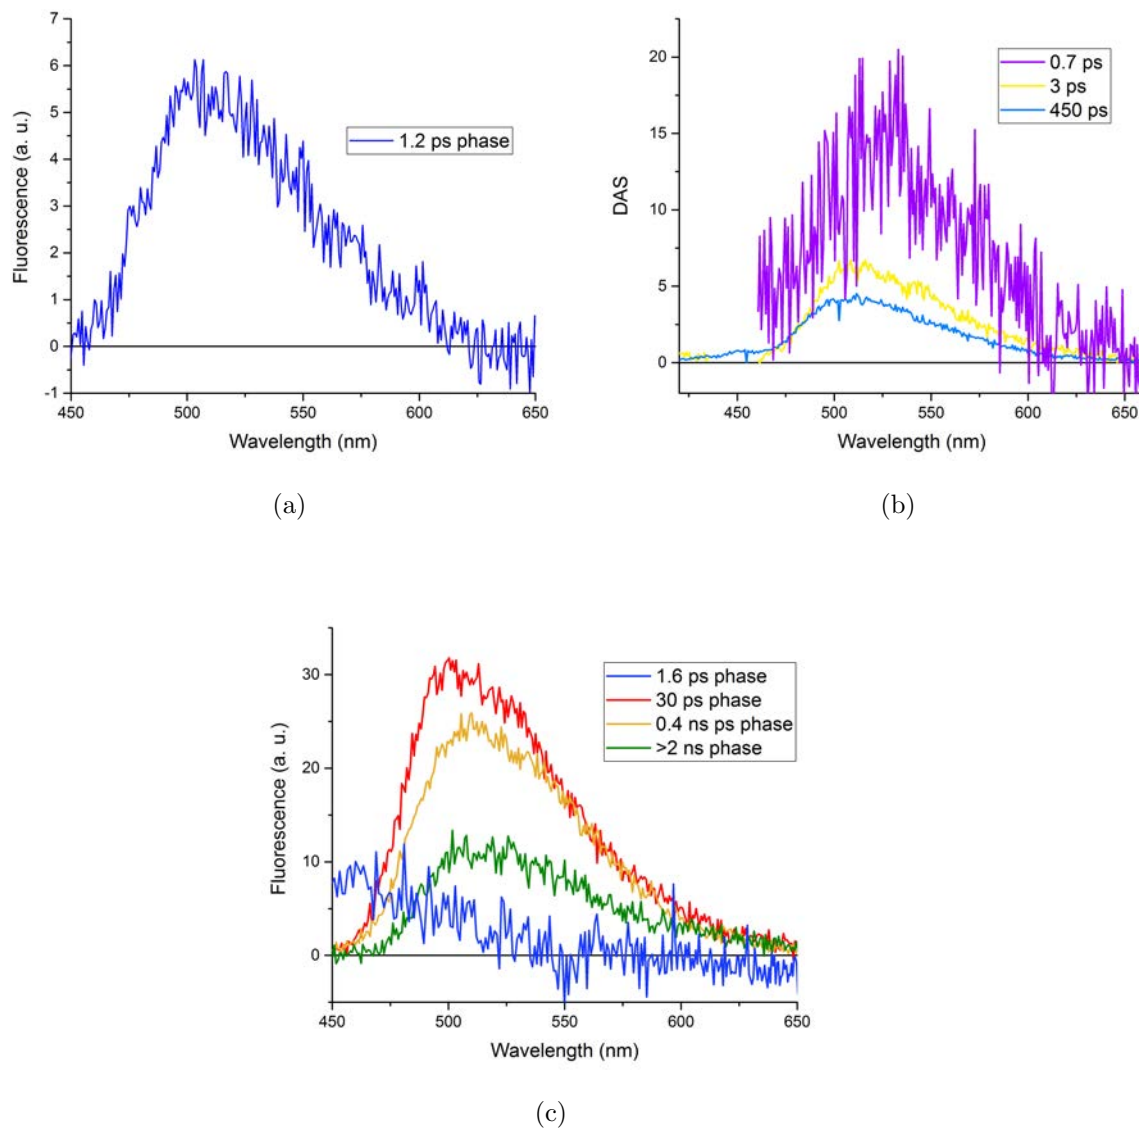 7
6
5
4
3
2
1
0
-1
Fluorescence (a. u.)
1.2 ps phase
450 500 550 600 650
Wavelength (nm)
(a)
20
15
10
5
0
DAS
0.7 ps
3 ps
450 ps
450 500 550 600 650
Wavelength (nm)
(b)
30
20
10
0
Fluorescence (a. u.)
1.6 ps phase
30 ps phase
0.4 ns ps phase
>2 ns phase
450 500 550 600 650
Wavelength (nm)
(c)